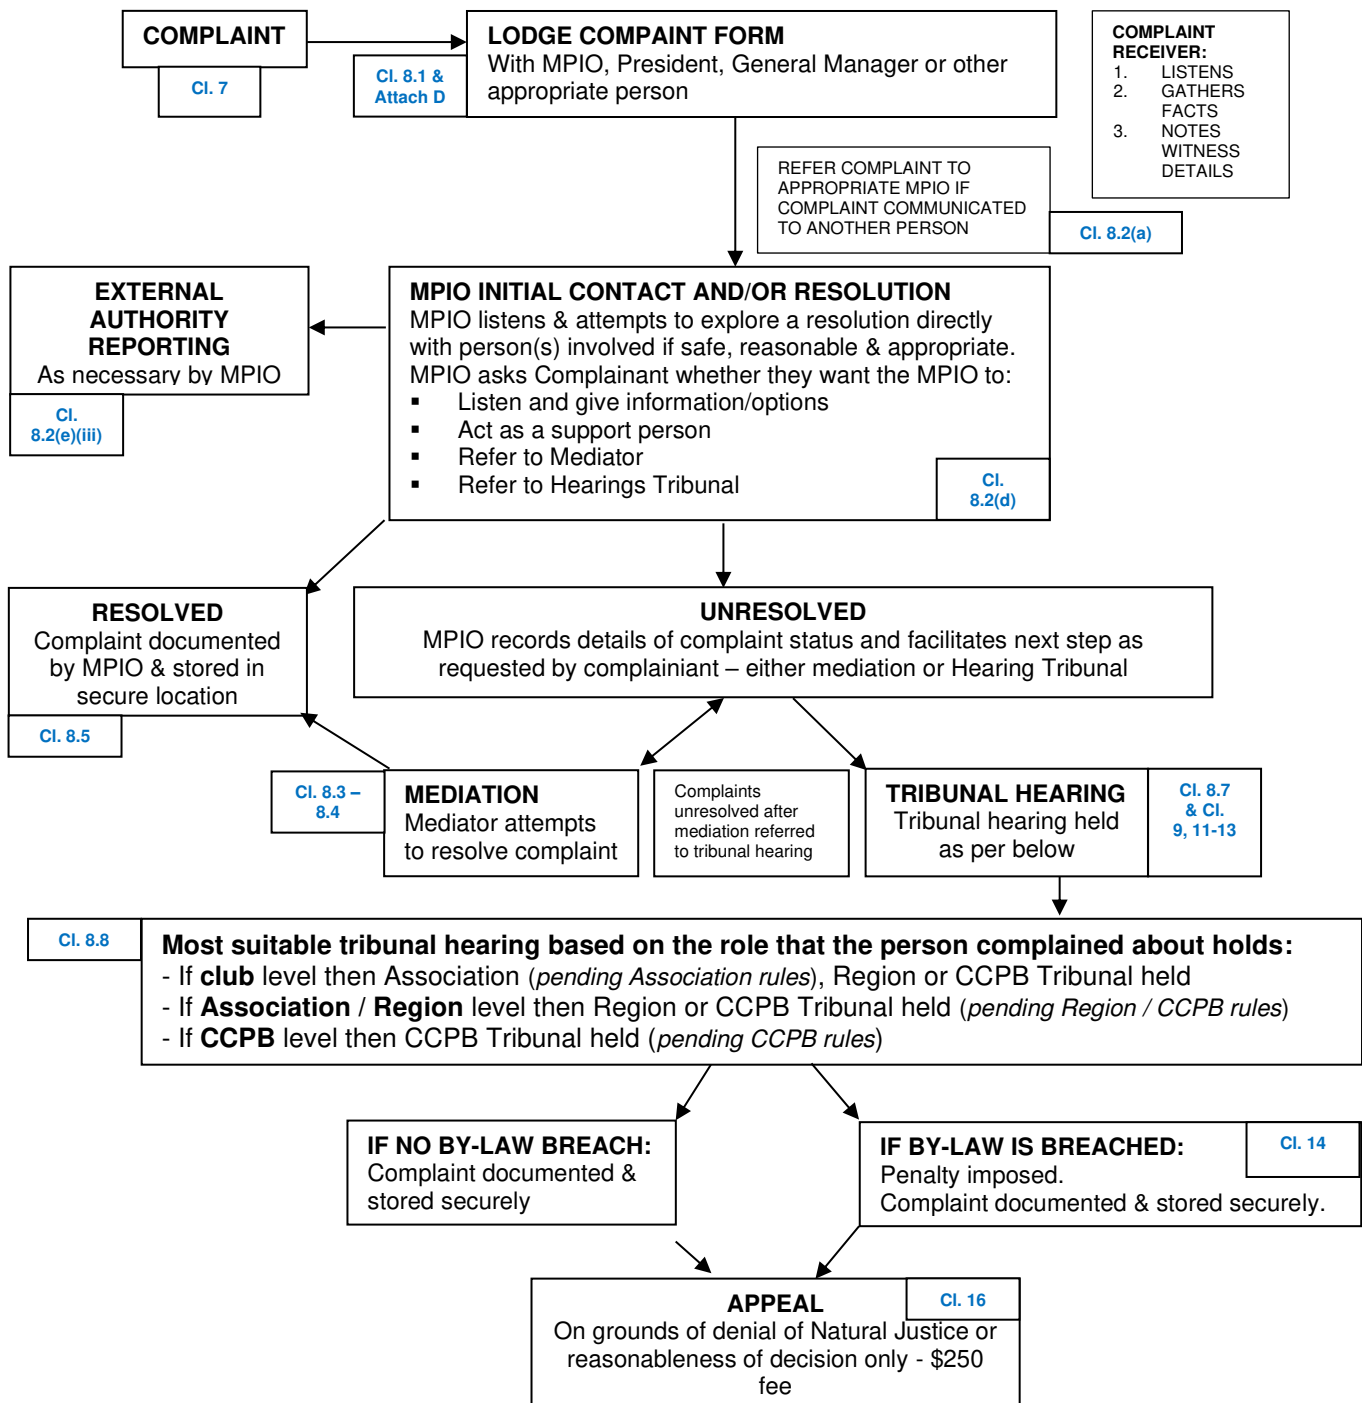 COMPLAINT
Cl. 7
LODGE COMPAINT FORM
With MPIO, President, General Manager or other
appropriate person
Cl. 8.1 &
Attach D
COMPLAINT
RECEIVER:
1. LISTENS
2. GATHERS
FACTS
3. NOTES
WITNESS
DETAILS
REFER COMPLAINT TO
APPROPRIATE MPIO IF
COMPLAINT COMMUNICATED
TO ANOTHER PERSON
Cl. 8.2(a)
EXTERNAL
AUTHORITY
REPORTING
As necessary by MPIO
Cl.
8.2(e)(iii)
MPIO INITIAL CONTACT AND/OR RESOLUTION
MPIO listens & attempts to explore a resolution directly
with person(s) involved if safe, reasonable & appropriate.
MPIO asks Complainant whether they want the MPIO to:
▪ Listen and give information/options
▪ Act as a support person
▪ Refer to Mediator
▪ Refer to Hearings Tribunal
Cl.
8.2(d)
RESOLVED
Complaint documented
by MPIO & stored in
secure location
Cl. 8.5
UNRESOLVED
MPIO records details of complaint status and facilitates next step as
requested by complainiant – either mediation or Hearing Tribunal
Cl. 8.3 –
8.4
MEDIATION
Mediator attempts
to resolve complaint
Complaints
unresolved after
mediation referred
to tribunal hearing
TRIBUNAL HEARING
Tribunal hearing held
as per below
Cl. 8.7
& Cl.
9, 11-13
Cl. 8.8
Most suitable tribunal hearing based on the role that the person complained about holds:
- If club level then Association (pending Association rules), Region or CCPB Tribunal held
- If Association / Region level then Region or CCPB Tribunal held (pending Region / CCPB rules)
- If CCPB level then CCPB Tribunal held (pending CCPB rules)
IF NO BY-LAW BREACH:
Complaint documented &
stored securely
IF BY-LAW IS BREACHED:
Penalty imposed.
Complaint documented & stored securely.
Cl. 14
APPEAL
Cl. 16
On grounds of denial of Natural Justice or
reasonableness of decision only - $250
fee